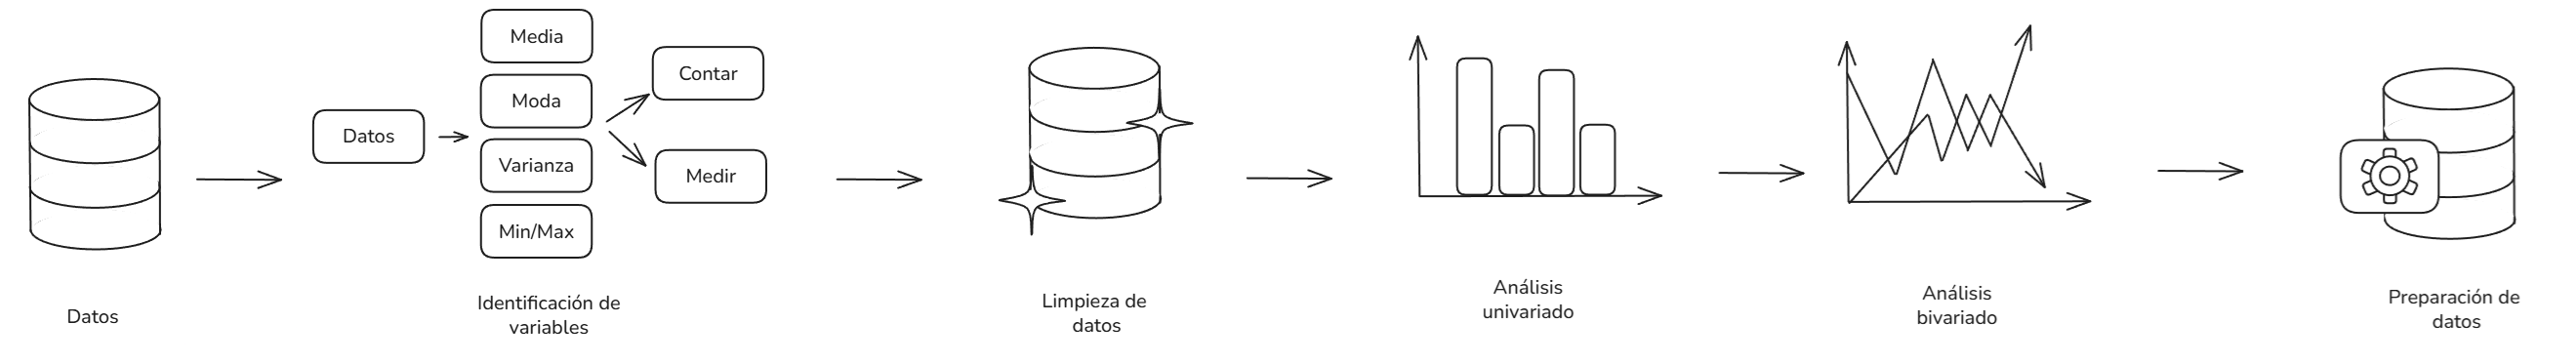 Datos
Datos
Media
Moda
Varianza
Min/Max
Contar
Medir
Identificación de
variables
Limpieza de
datos
Análisis
univariado
Análisis
bivariado
Preparación de
datos